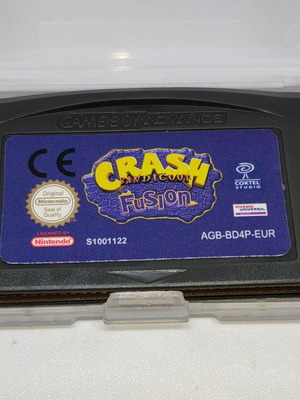 GAME BOY ADVANCE
CE
CRASH
BANDICOOT
FUSION
COKTEL
STUDIO
Original
Nintendo
Seal of
Quality
LICENSED BY
Nintendo
S1001122
VIVENDI
UNIVERSAL
AGB-BD4P-EUR